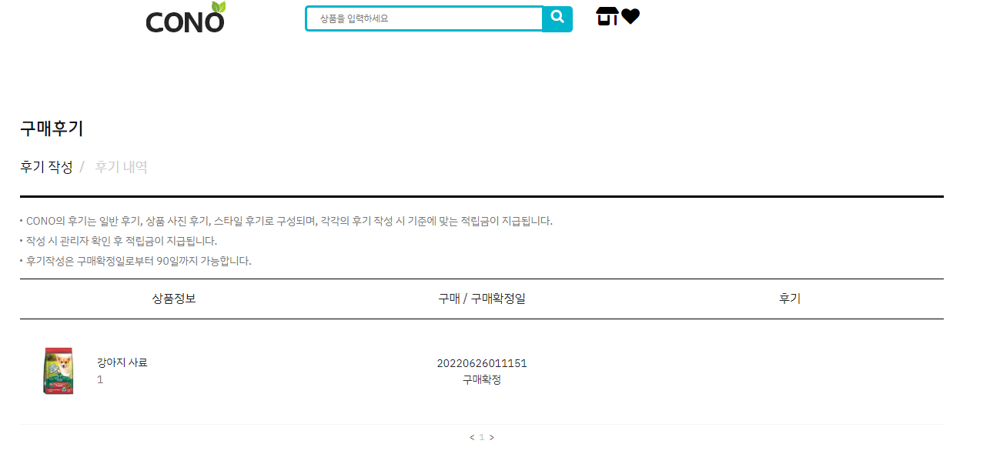 CONO
상품을 입력하세요
구매후기
후기 작성 / 후기 내역
• CONO의 후기는 일반 후기, 상품 사진 후기, 스타일 후기로 구성되며, 각각의 후기 작성 시 기준에 맞는 적립금이 지급됩니다.
• 작성 시 관리자 확인 후 적립금이 지급됩니다.
• 후기작성은 구매확정일로부터 90일까지 가능합니다.
상품정보 구매 / 구매확정일 후기
강아지 사료 20220626011151
1 구매확정
< 1 >